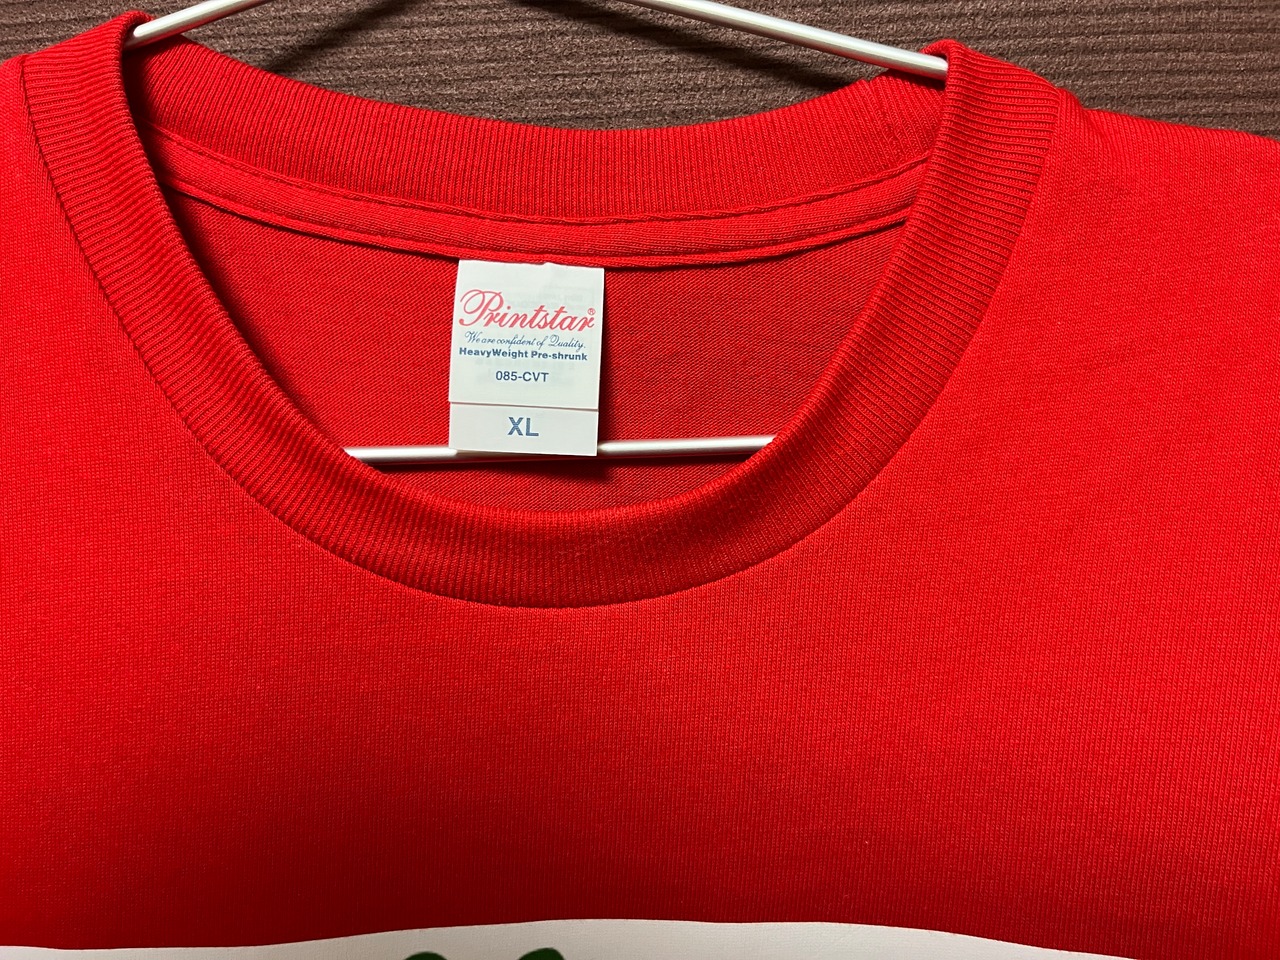 Printstar®
We are confident of Quality.
HeavyWeight Pre-shrunk
085-CVT
XL